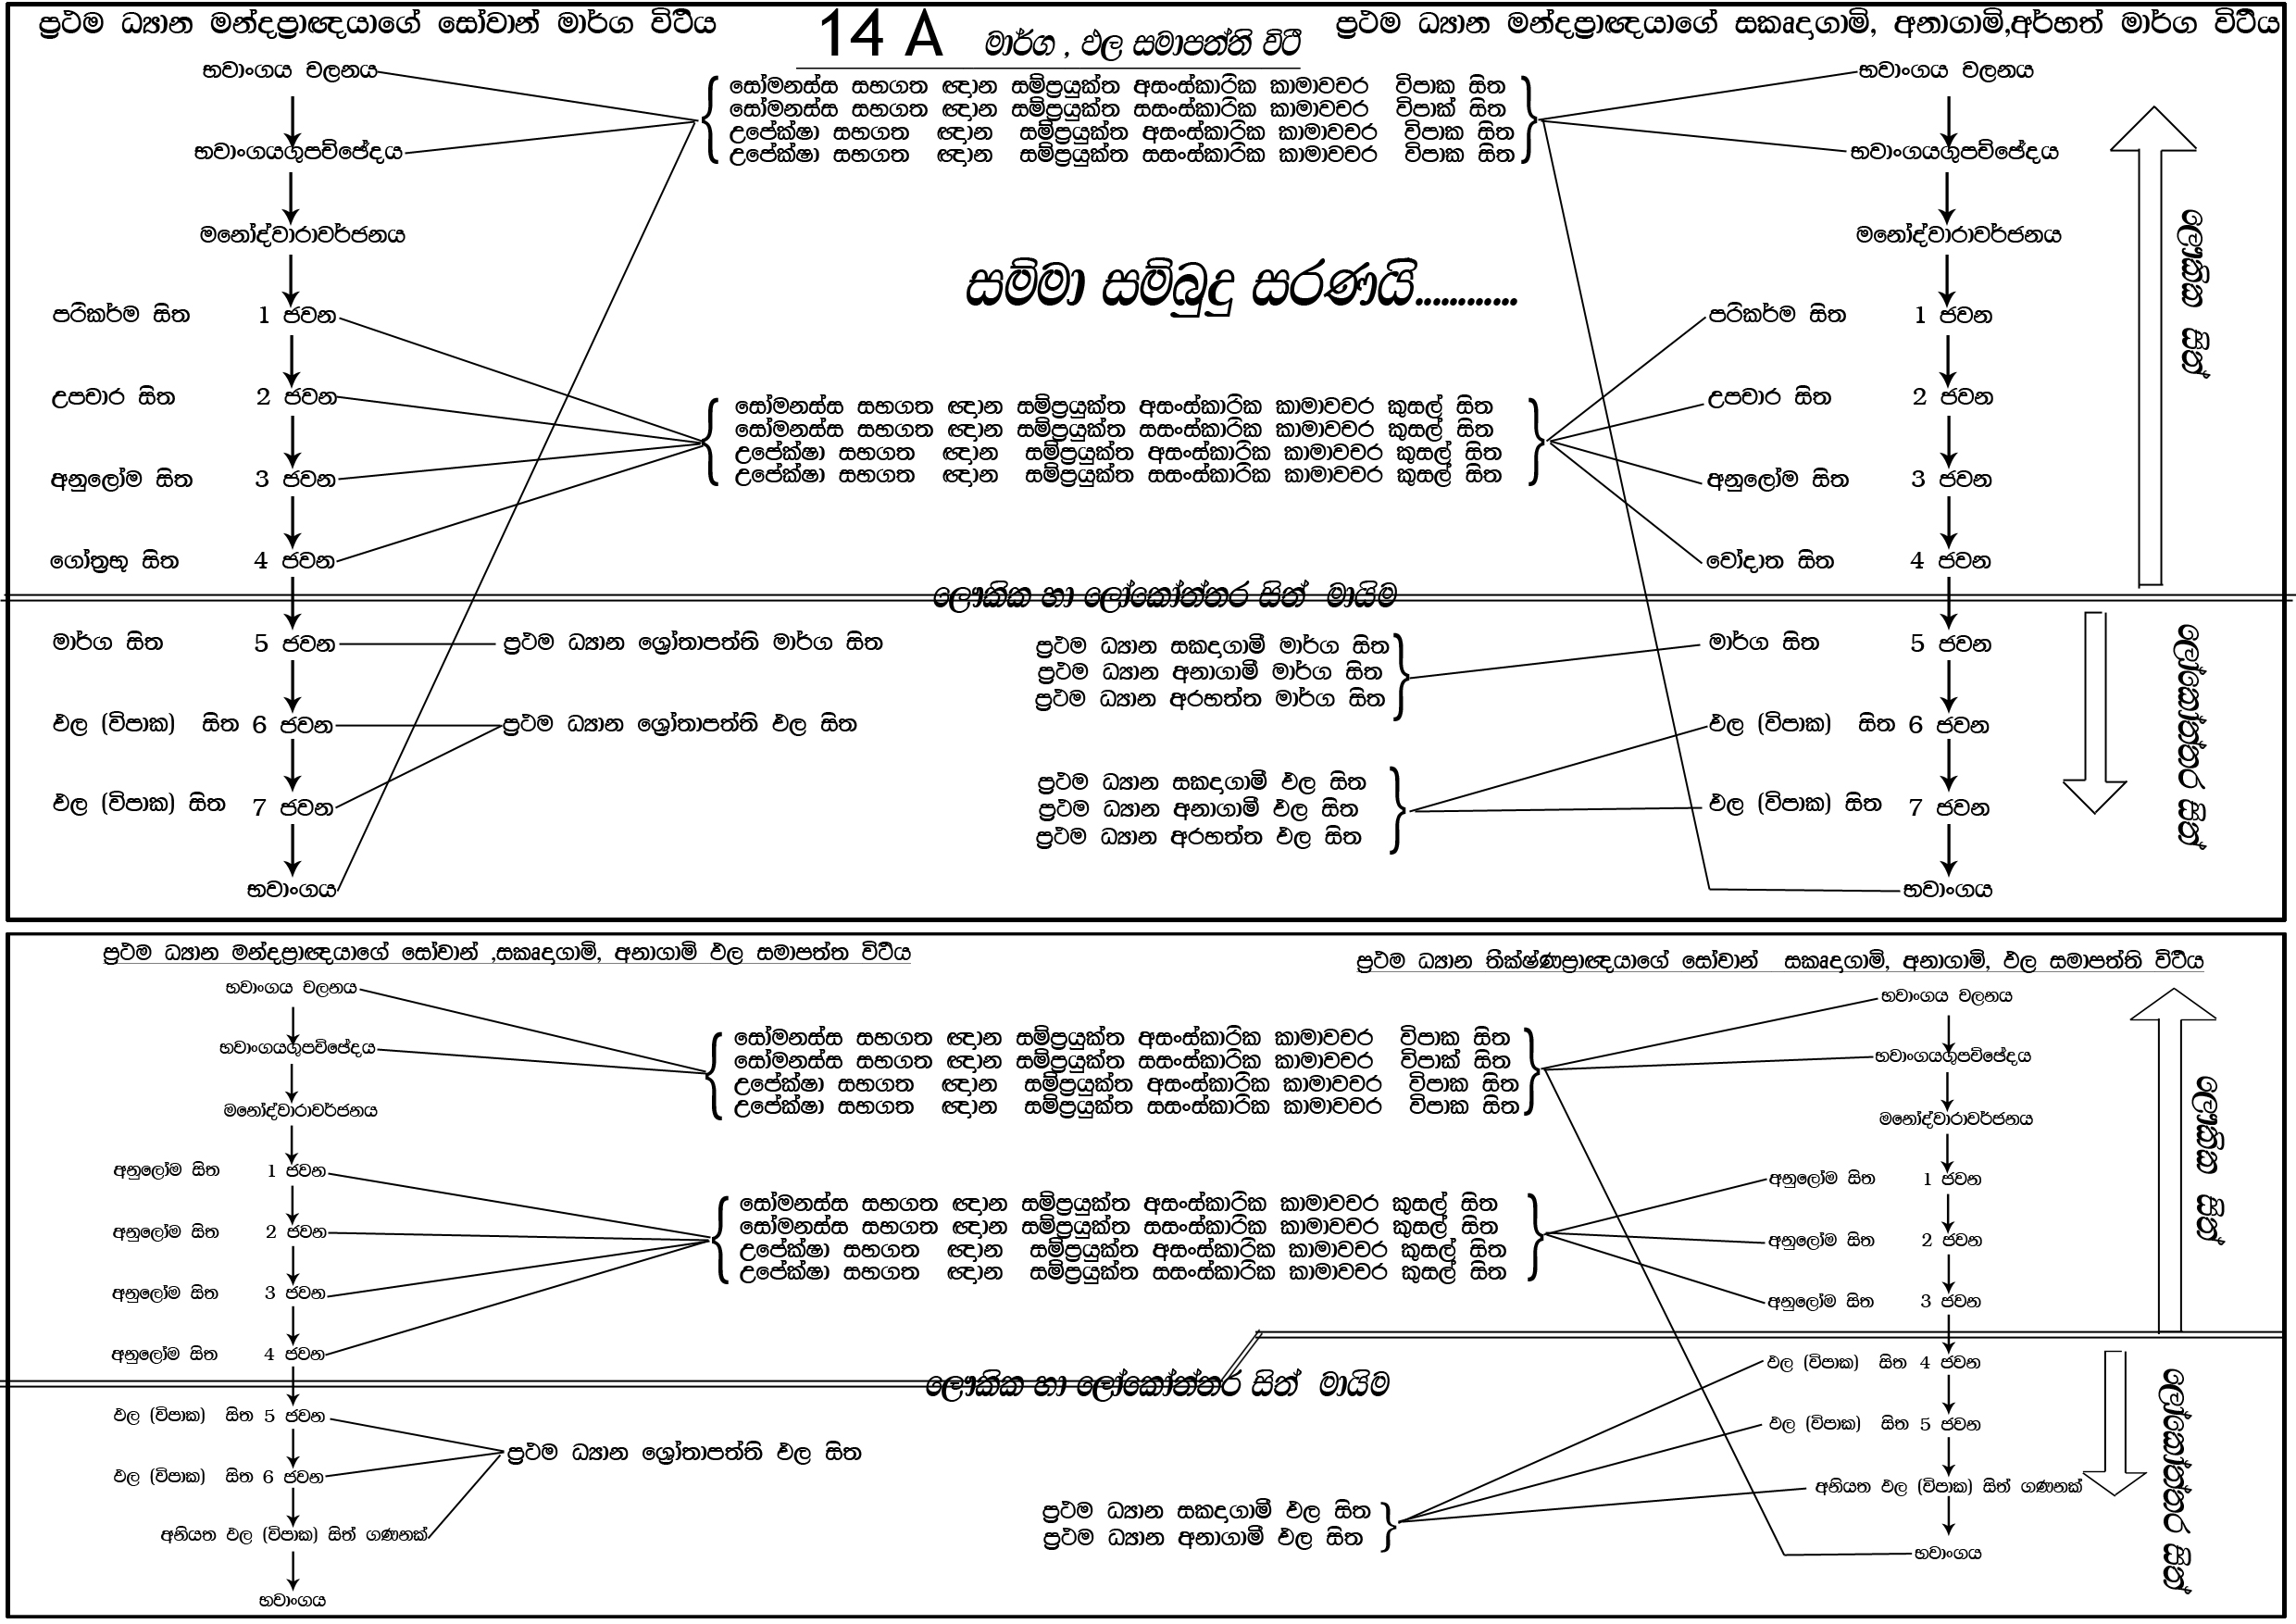 ප්‍රථම ධ්‍යාන මන්දප්‍රාඥයාගේ සෝවාන් මාර්ග විථිය
14 A මාර්ග , ඵල සමාපත්ති විථි
ප්‍රථම ධ්‍යාන මන්දප්‍රාඥයාගේ සකෘදාගාමි, අනාගාමි,අර්හත් මාර්ග විථිය
භවාංගය චලනය
භවාංගයගුපච්ඡේදය
මනෝද්වාරාවර්ජනය
පරිකර්ම සිත 1 ජවන
උපචාර සිත 2 ජවන
අනුලෝම සිත 3 ජවන
ගෝත්‍රභු සිත 4 ජවන
මාර්ග සිත 5 ජවන
ඵල (විපාක) සිත 6 ජවන
ඵල (විපාක) සිත 7 ජවන
භවාංගය
සෝමනස්ස සහගත ඥාන සම්ප්‍රයුක්ත අසංස්කාරික කාමාවචර විපාක සිත
සෝමනස්ස සහගත ඥාන සම්ප්‍රයුක්ත සසංස්කාරික කාමාවචර විපාක් සිත
උපේක්ෂා සහගත ඥාන සම්ප්‍රයුක්ත අසංස්කාරික කාමාවචර විපාක සිත
උපේක්ෂා සහගත ඥාන සම්ප්‍රයුක්ත සසංස්කාරික කාමාවචර විපාක සිත
සම්මා සම්බුදු සරණයි............
සෝමනස්ස සහගත ඥාන සම්ප්‍රයුක්ත අසංස්කාරික කාමාවචර කුසල් සිත
සෝමනස්ස සහගත ඥාන සම්ප්‍රයුක්ත සසංස්කාරික කාමාවචර කුසල් සිත
උපේක්ෂා සහගත ඥාන සම්ප්‍රයුක්ත අසංස්කාරික කාමාවචර කුසල් සිත
උපේක්ෂා සහගත ඥාන සම්ප්‍රයුක්ත සසංස්කාරික කාමාවචර කුසල් සිත
ලෞකික හා ලෝකෝත්තර සිත් මායිම
ප්‍රථම ධ්‍යාන ශ්‍රෝතාපත්ති මාර්ග සිත
ප්‍රථම ධ්‍යාන ශ්‍රෝතාපත්ති ඵල සිත
ප්‍රථම ධ්‍යාන සකදාගාමී මාර්ග සිත
ප්‍රථම ධ්‍යාන අනාගාමී මාර්ග සිත
ප්‍රථම ධ්‍යාන අරහත්ත මාර්ග සිත
ප්‍රථම ධ්‍යාන සකදාගාමී ඵල සිත
ප්‍රථම ධ්‍යාන අනාගාමී ඵල සිත
ප්‍රථම ධ්‍යාන අරහත්ත ඵල සිත
භවාංගය චලනය
භවාංගයගුපච්ඡේදය
මනෝද්වාරාවර්ජනය
පරිකර්ම සිත 1 ජවන
උපචාර සිත 2 ජවන
අනුලෝම සිත 3 ජවන
වෝදාත සිත 4 ජවන
මාර්ග සිත 5 ජවන
ඵල (විපාක) සිත 6 ජවන
ඵල (විපාක) සිත 7 ජවන
භවාංගය
ලෞකික සිත්
ලෝකෝත්තර සිත්
ප්‍රථම ධ්‍යාන මන්දප්‍රාඥයාගේ සෝවාන් ,සකෘදාගාමි, අනාගාමි ඵල සමාපත්ත විථිය
ප්‍රථම ධ්‍යාන තීක්ෂ්ණප්‍රාඥයාගේ සෝවාන් සකෘදාගාමි, අනාගාමි, ඵල සමාපත්ති විථිය
භවාංගය චලනය
භවාංගයගුපච්ඡේදය
මනෝද්වාරාවර්ජනය
අනුලෝම සිත 1 ජවන
අනුලෝම සිත 2 ජවන
අනුලෝම සිත 3 ජවන
අනුලෝම සිත 4 ජවන
ඵල (විපාක) සිත 5 ජවන
ඵල (විපාක) සිත 6 ජවන
අනියත ඵල (විපාක) සිත් ගණනක්
භවාංගය
සෝමනස්ස සහගත ඥාන සම්ප්‍රයුක්ත අසංස්කාරික කාමාවචර විපාක සිත
සෝමනස්ස සහගත ඥාන සම්ප්‍රයුක්ත සසංස්කාරික කාමාවචර විපාක් සිත
උපේක්ෂා සහගත ඥාන සම්ප්‍රයුක්ත අසංස්කාරික කාමාවචර විපාක සිත
උපේක්ෂා සහගත ඥාන සම්ප්‍රයුක්ත සසංස්කාරික කාමාවචර විපාක සිත
සෝමනස්ස සහගත ඥාන සම්ප්‍රයුක්ත අසංස්කාරික කාමාවචර කුසල් සිත
සෝමනස්ස සහගත ඥාන සම්ප්‍රයුක්ත සසංස්කාරික කාමාවචර කුසල් සිත
උපේක්ෂා සහගත ඥාන සම්ප්‍රයුක්ත අසංස්කාරික කාමාවචර කුසල් සිත
උපේක්ෂා සහගත ඥාන සම්ප්‍රයුක්ත සසංස්කාරික කාමාවචර කුසල් සිත
ලෞකික හා ලෝකෝත්තර සිත් මායිම
ප්‍රථම ධ්‍යාන ශ්‍රෝතාපත්ති ඵල සිත
ප්‍රථම ධ්‍යාන සකදාගාමී ඵල සිත
ප්‍රථම ධ්‍යාන අනාගාමී ඵල සිත
භවාංගය චලනය
භවාංගයගුපච්ඡේදය
මනෝද්වාරාවර්ජනය
අනුලෝම සිත 1 ජවන
අනුලෝම සිත 2 ජවන
අනුලෝම සිත 3 ජවන
ඵල (විපාක) සිත 4 ජවන
ඵල (විපාක) සිත 5 ජවන
අනියත ඵල (විපාක) සිත් ගණනක්
භවාංගය
ලෞකික සිත්
ලෝකෝත්තර සිත්